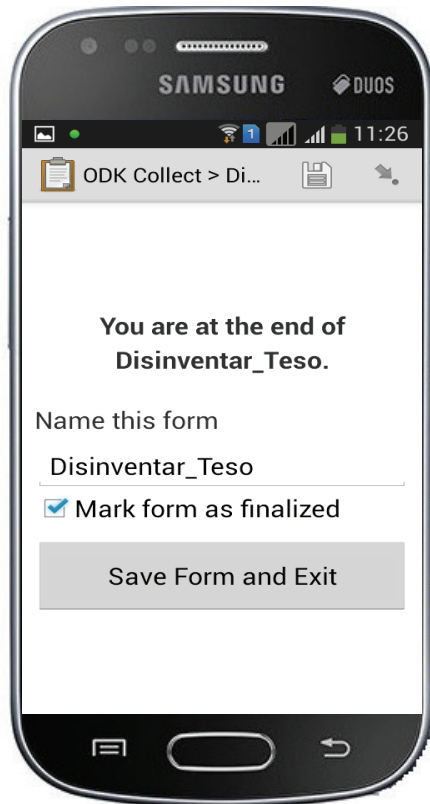 SAMSUNG DUOS
1 11:26
ODK Collect > Di...
You are at the end of
Disinventar_Teso.
Name this form
Disinventar_Teso
Mark form as finalized
Save Form and Exit